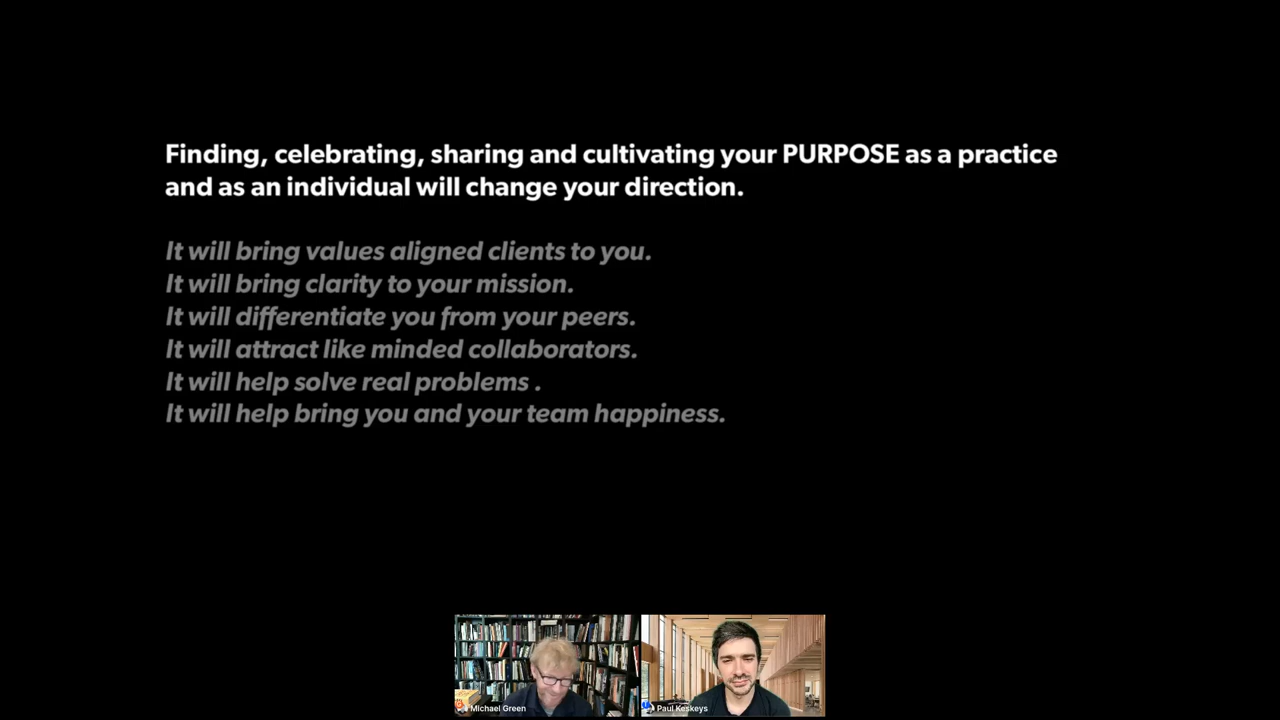 Finding, celebrating, sharing and cultivating your PURPOSE as a practice
and as an individual will change your direction.
It will bring values aligned clients to you.
It will bring clarity to your mission.
It will differentiate you from your peers.
It will attract like minded collaborators.
It will help solve real problems .
It will help bring you and your team happiness.
Michael Green
Paul Keskeys